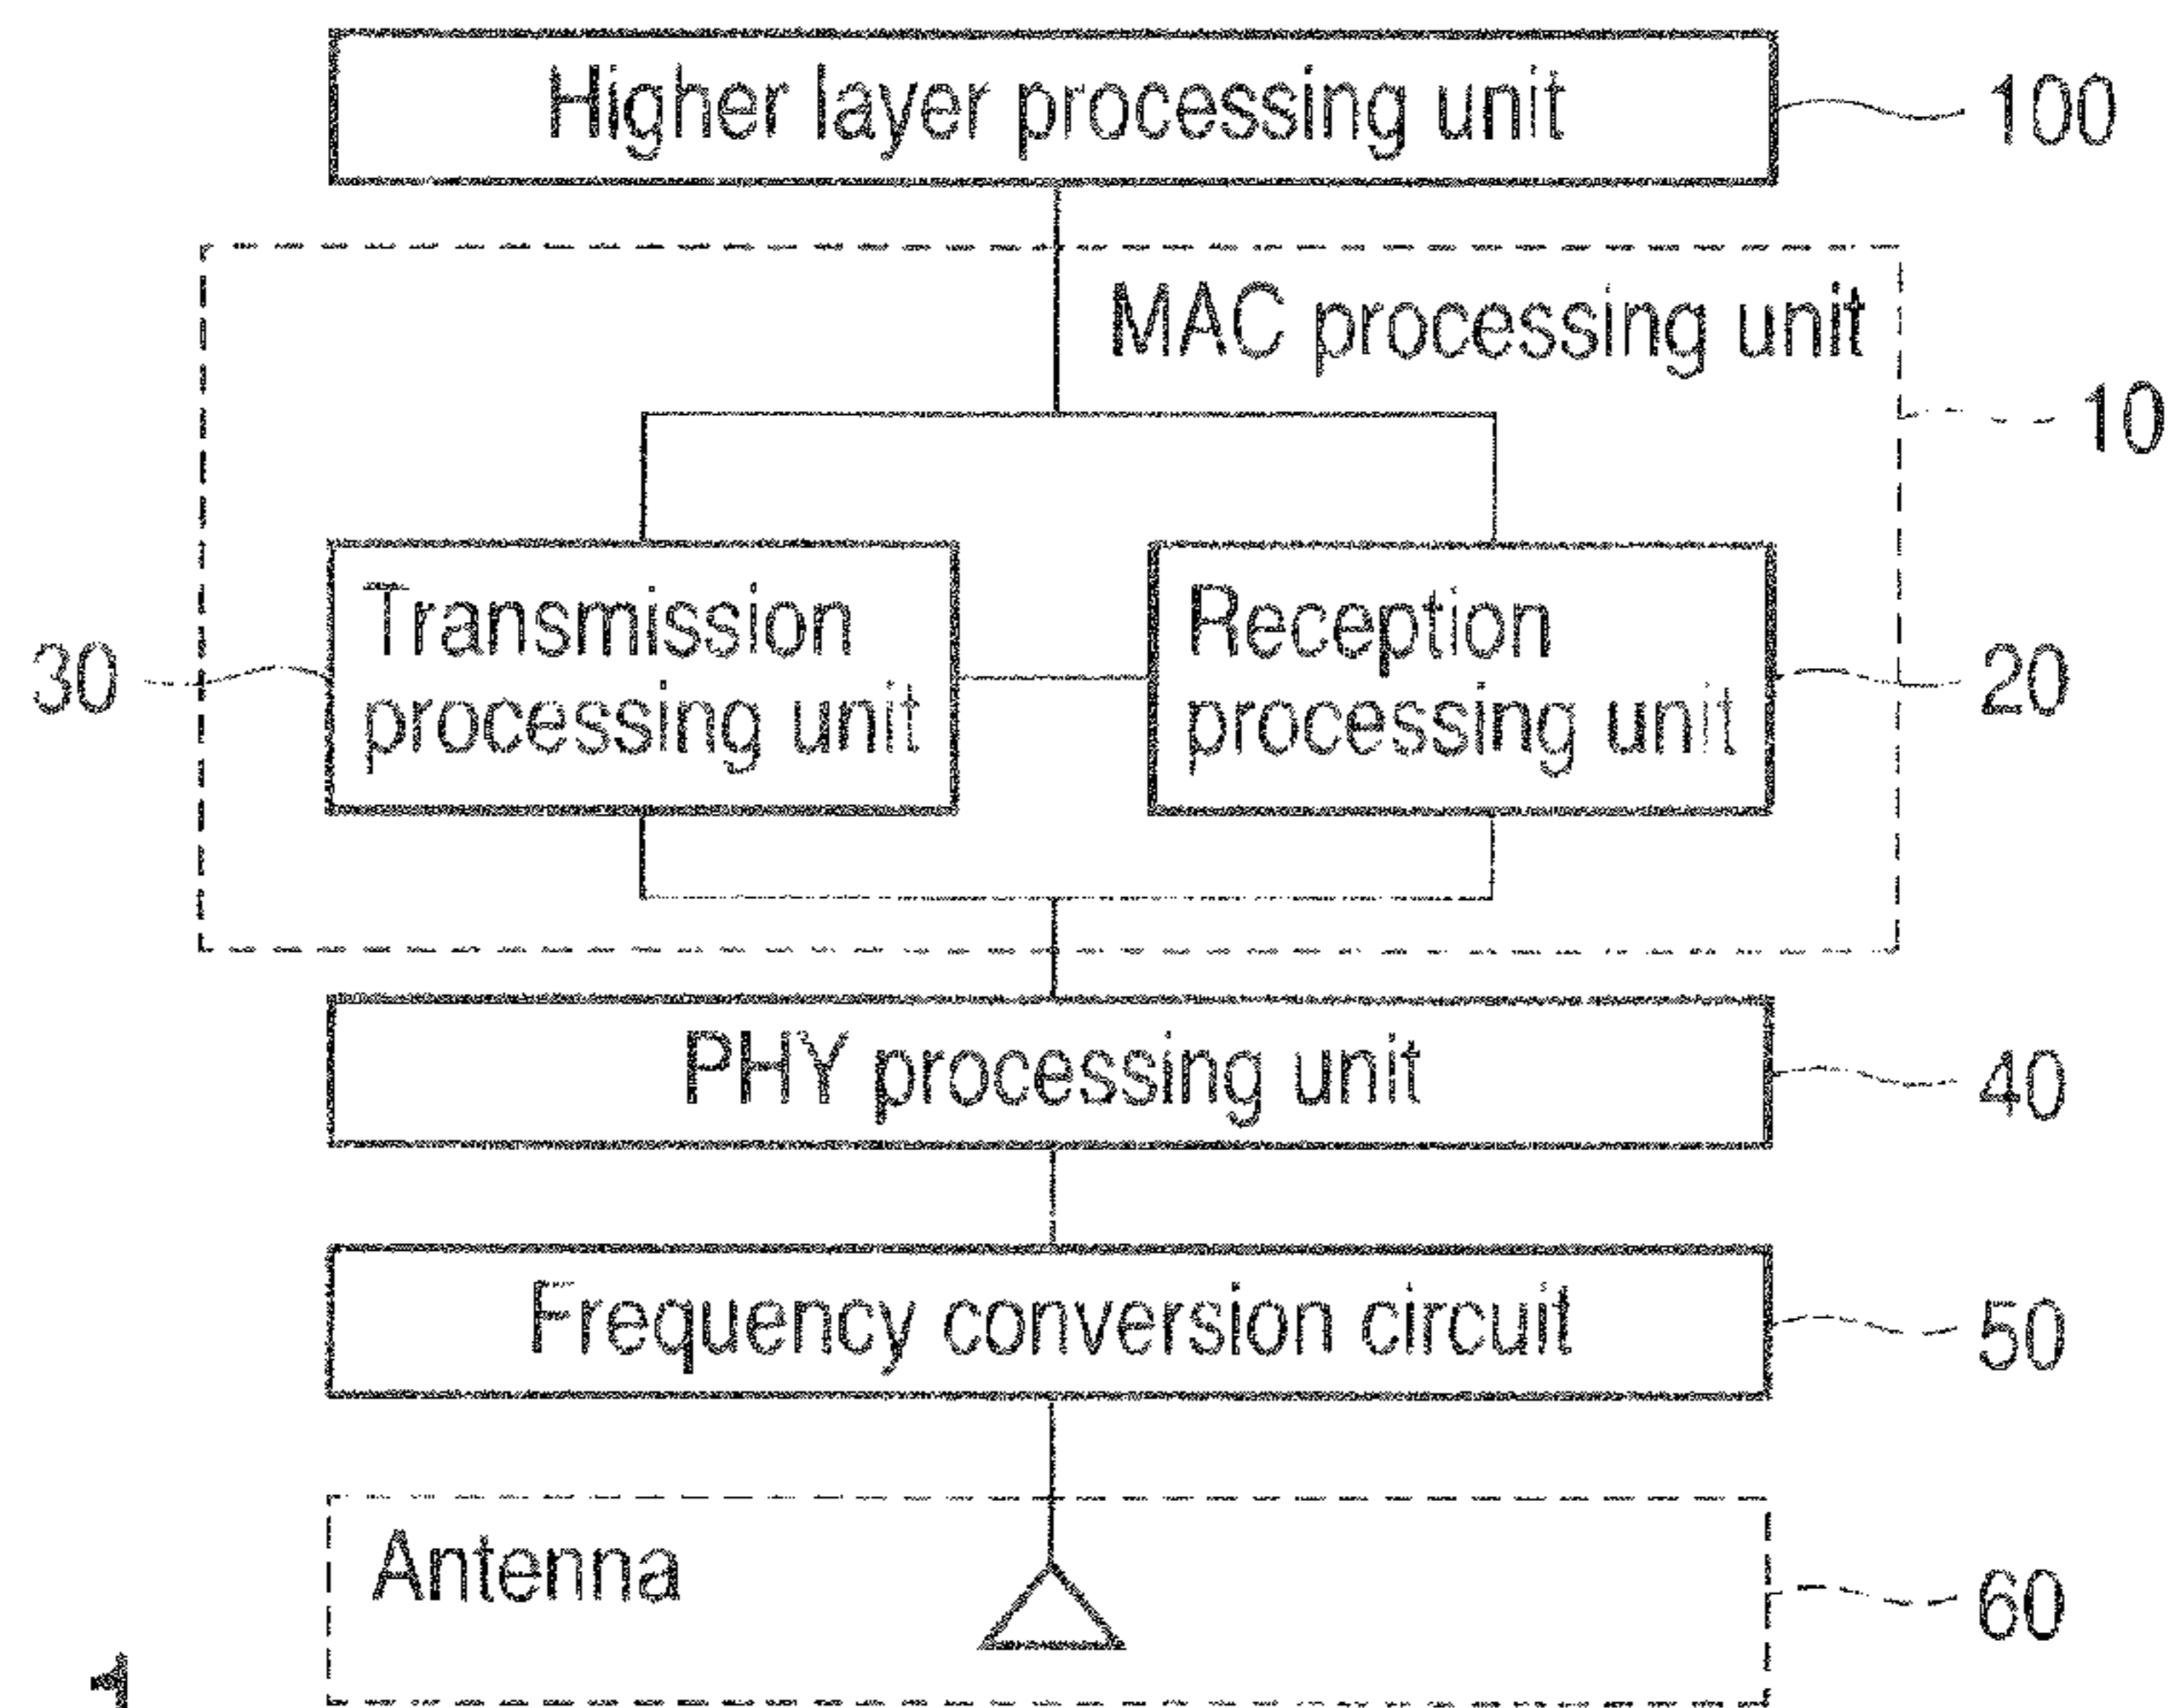 Higher layer processing unit
100
MAC processing unit
10
30
Transmission
processing unit
Reception
processing unit
20
PHY processing unit
40
Frequency conversion circuit
50
Antenna
60
1